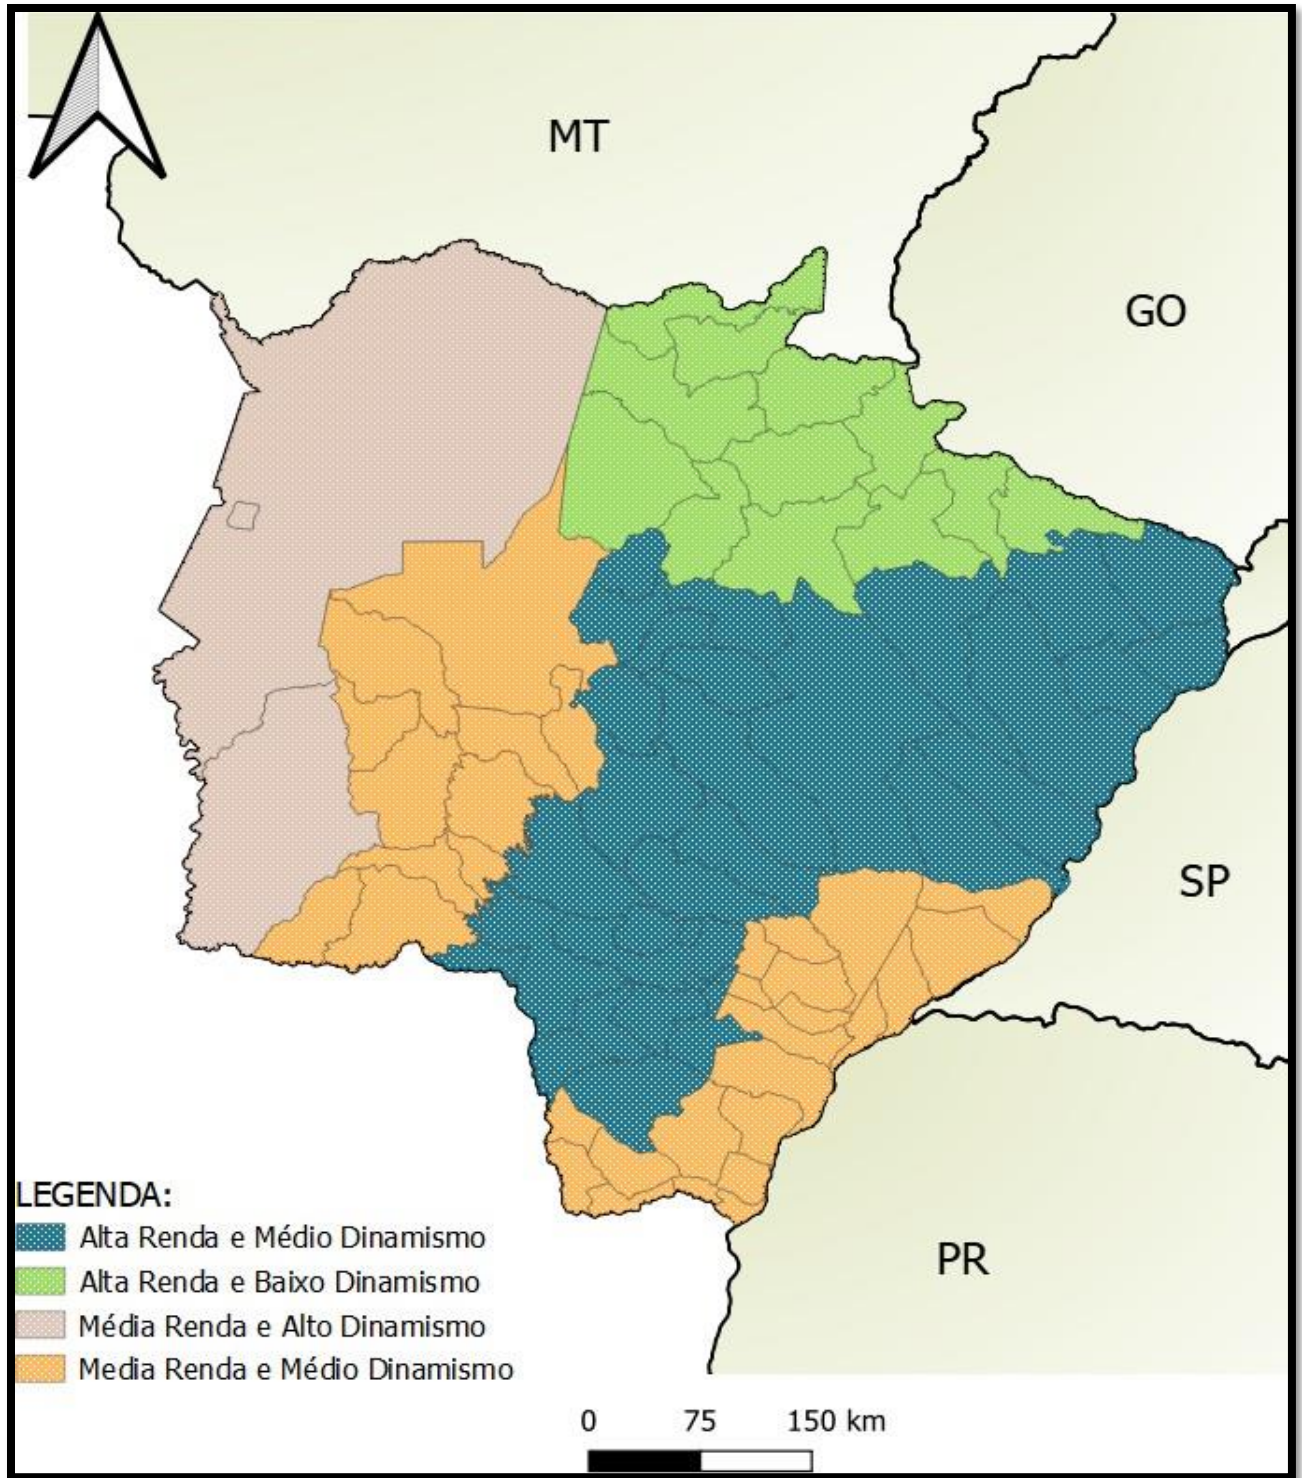 MT
GO
SP
PR
LEGENDA:
Alta Renda e Médio Dinamismo
Alta Renda e Baixo Dinamismo
Média Renda e Alto Dinamismo
Media Renda e Médio Dinamismo
0 75 150 km